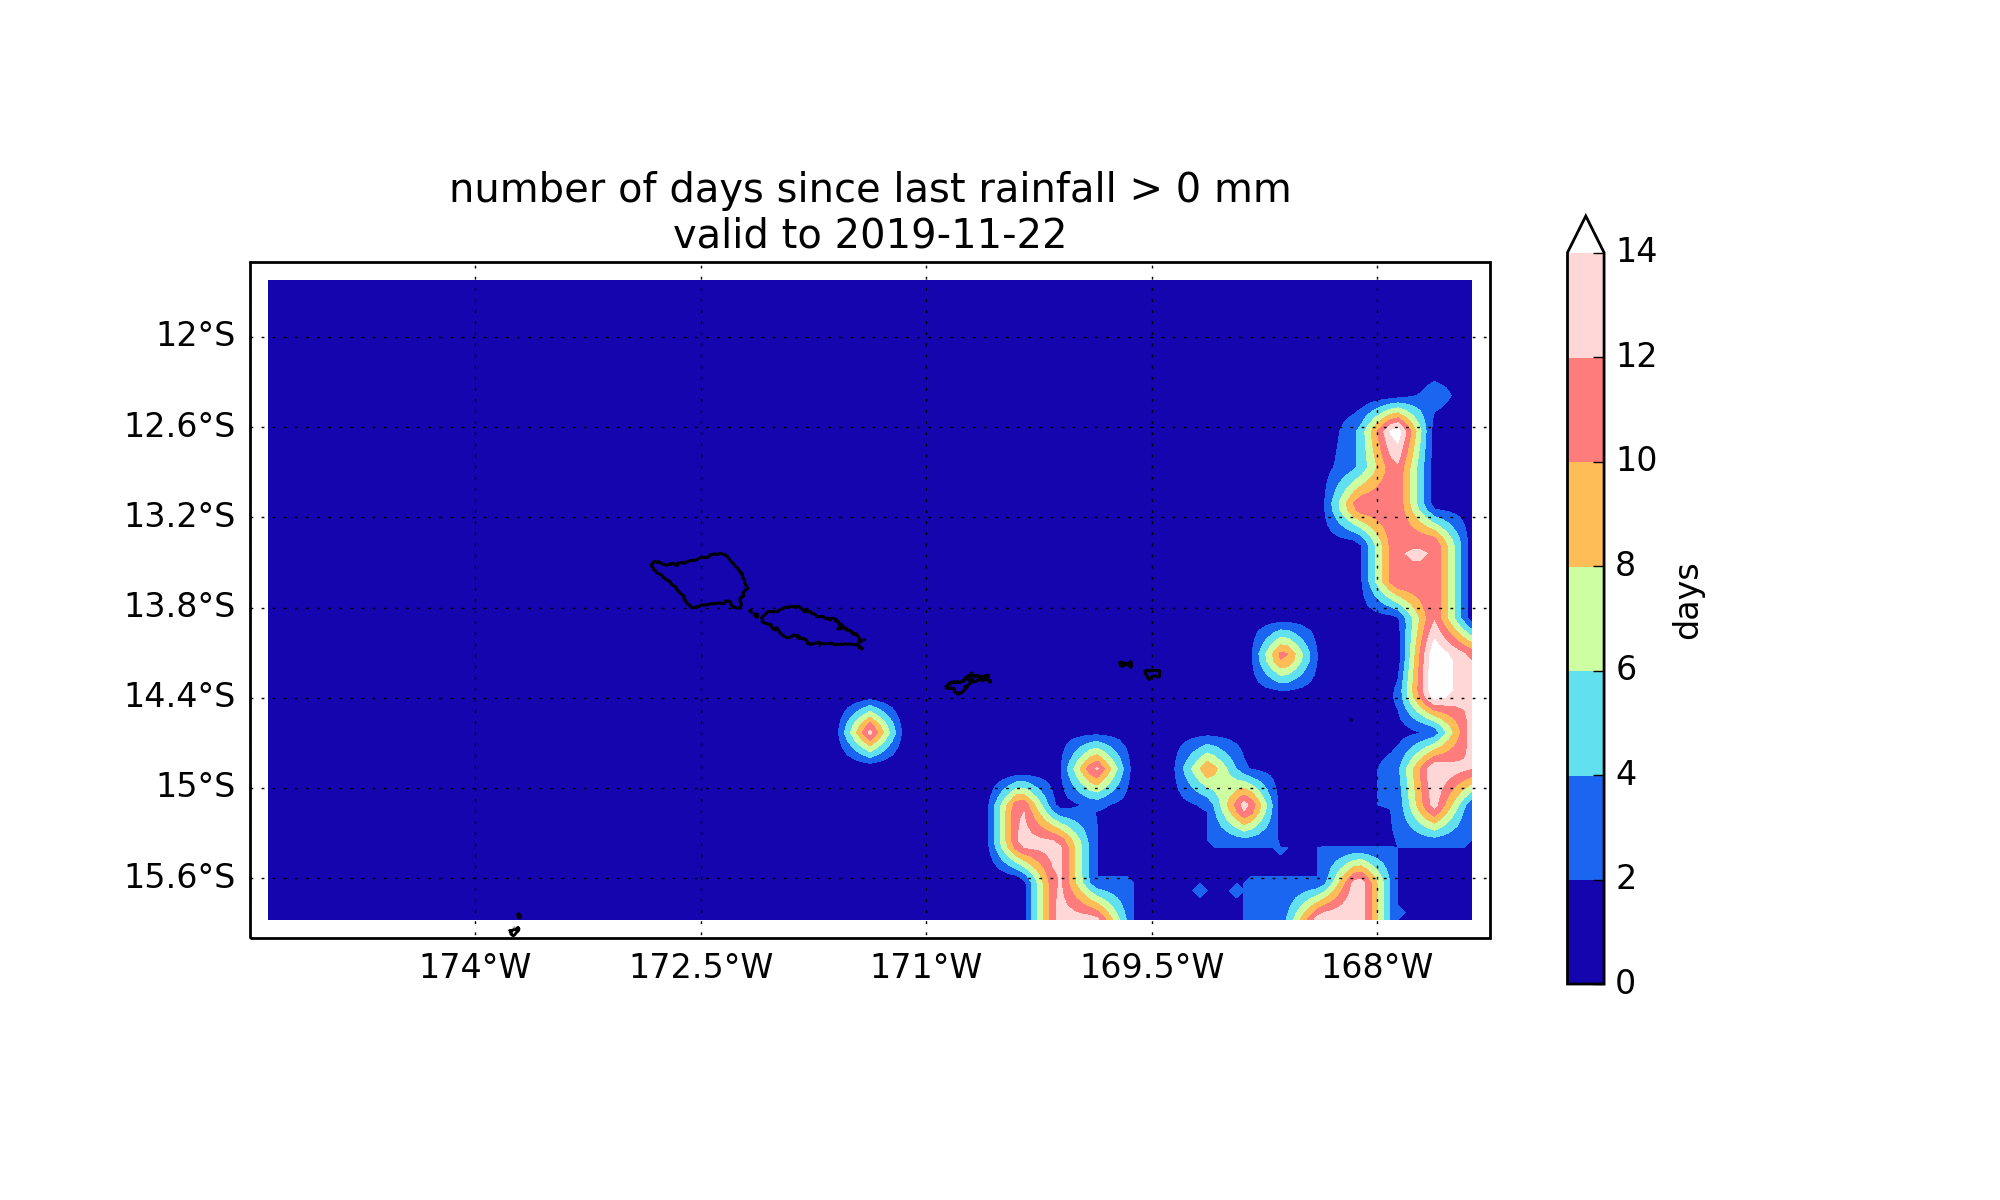 number of days since last rainfall > 0 mm
valid to 2019-11-22
12°S
12.6°S
13.2°S
13.8°S
14.4°S
15°S
15.6°S
174°W
172.5°W
171°W
169.5°W
168°W
14
12
10
8
6
4
2
0
days